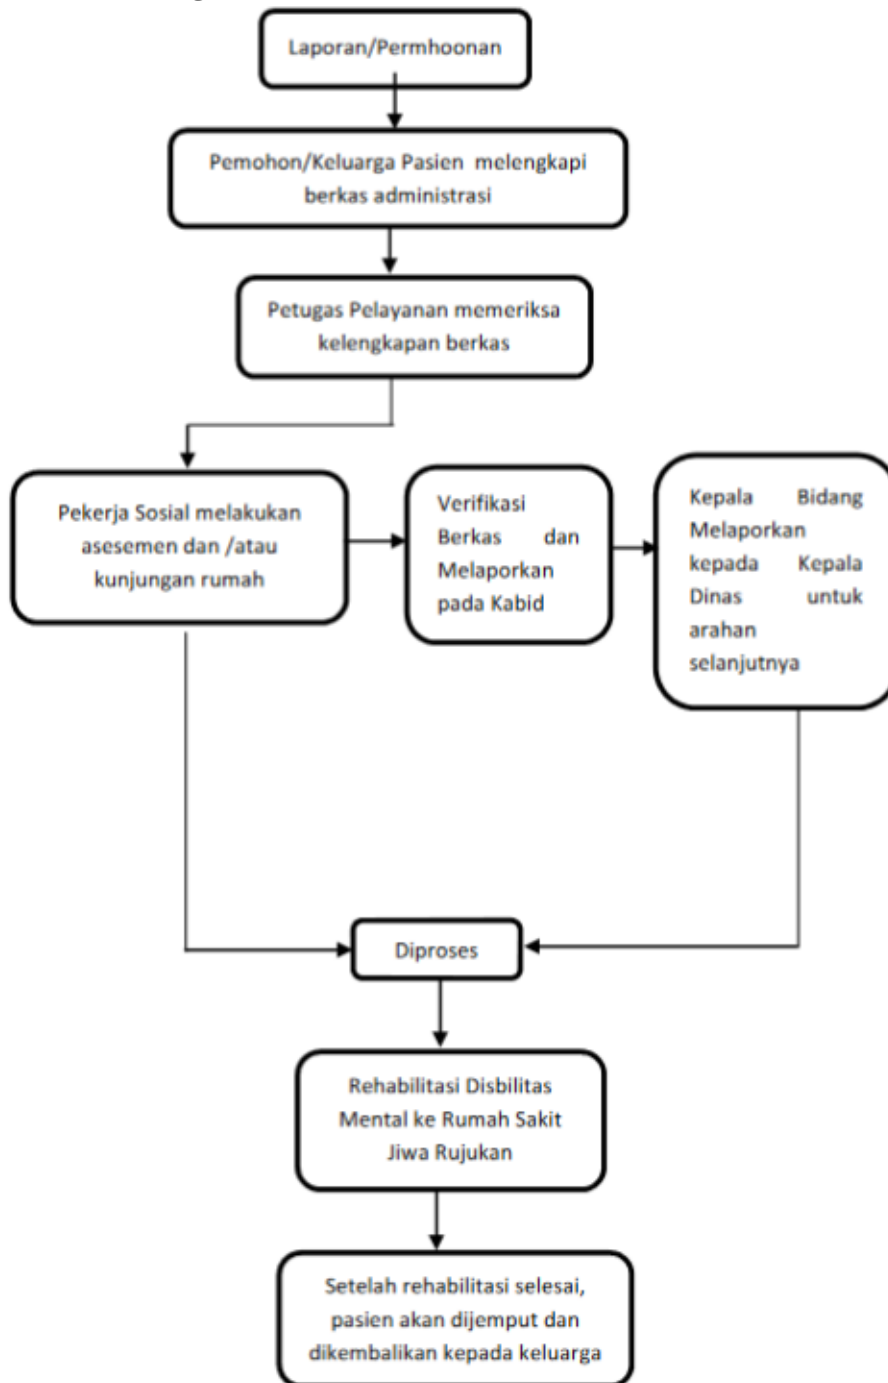 Laporan/Permhoonan
Pemohon/Keluarga Pasien melengkapi
berkas administrasi
Petugas Pelayanan memeriksa
kelengkapan berkas
Pekerja Sosial melakukan
asesemen dan /atau
kunjungan rumah
Verifikasi
Berkas dan
Melaporkan
pada Kabid
Kepala Bidang
Melaporkan
kepada Kepala
Dinas untuk
arahan
selanjutnya
Diproses
Rehabilitasi Disbilitas
Mental ke Rumah Sakit
Jiwa Rujukan
Setelah rehabilitasi selesai,
pasien akan dijemput dan
dikembalikan kepada keluarga